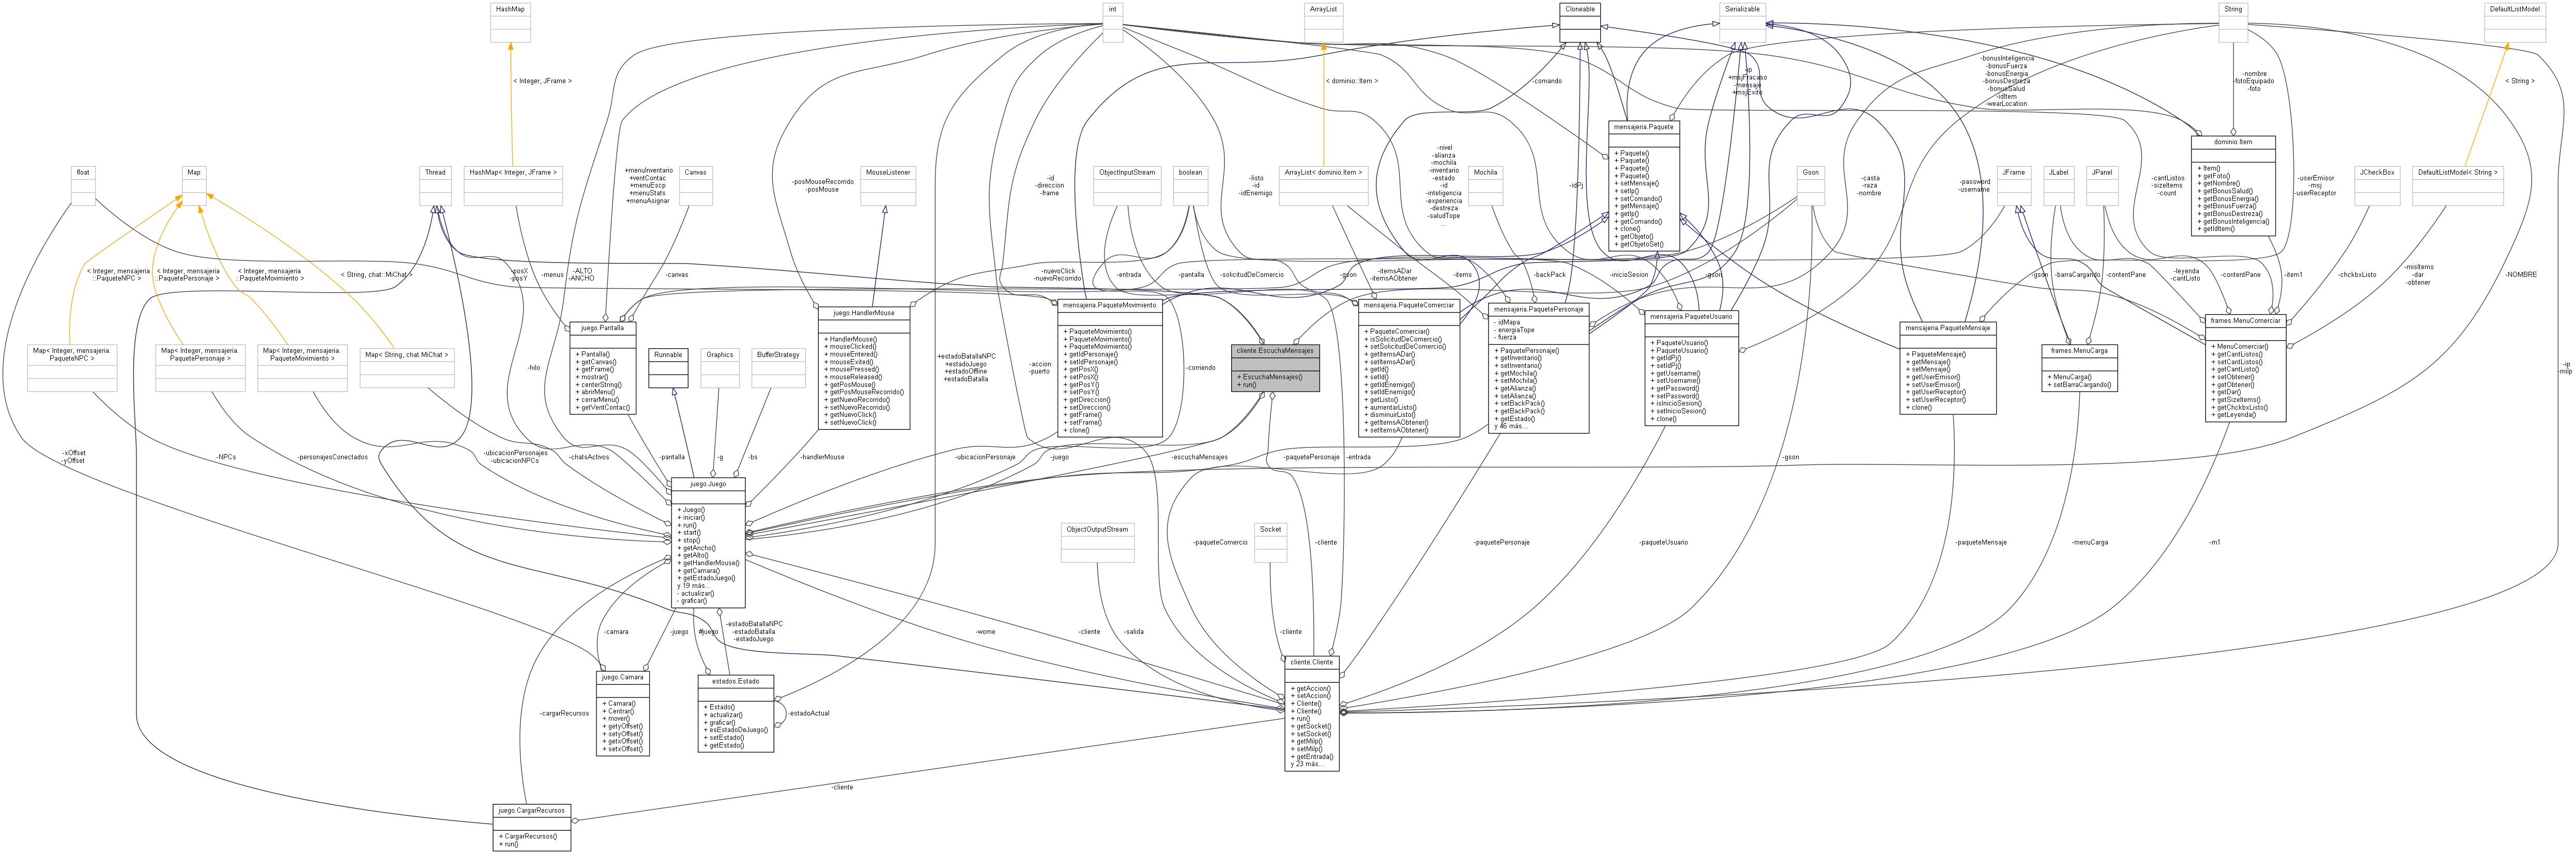 HashMap
int
ArrayList
Cloneable
Serializable
String
DefaultListModel
< Integer, JFrame >
< dominio::Item >
-comando
-ip
+msjFracaso
-mensaje
+msjExito
-bonusInteligencia
-bonusFuerza
-bonusEnergia
-bonusDestreza
-bonusSalud
-idItem
-wearLocation
-nombre
-fotoEquipado
-foto
< String >
mensajeria.Paquete
+ Paquete()
+ Paquete()
+ Paquete()
+ Paquete()
+ setMensaje()
+ setIp()
+ setComando()
+ getMensaje()
+ getIp()
+ getComando()
+ clone()
+ getObjeto()
+ getObjetoSet()
dominio.Item
+ Item()
+ getFoto()
+ getNombre()
+ getBonusSalud()
+ getBonusEnergia()
+ getBonusFuerza()
+ getBonusDestreza()
+ getBonusInteligencia()
+ getIdItem()
float
Map
Thread
HashMap< Integer, JFrame >
+menuInventario
+ventContac
+menuEscp
+menuStats
+menuAsignar
Canvas
-posMouseRecorrido
-posMouse
MouseListener
-id
-direccion
-frame
ObjectInputStream
boolean
-listo
-id
-idEnemigo
ArrayList< dominio.Item >
-nivel
-alianza
-mochila
-inventario
-estado
-id
-inteligencia
-experiencia
-destreza
-saludTope
...
Mochila
-idPj
Gson
-casta
-raza
-nombre
-password
-username
JFrame
JLabel
JPanel
-cantListos
-sizeItems
-count
-userEmisor
-msj
-userReceptor
JCheckBox
DefaultListModel< String >
< Integer, mensajeria
::PaqueteNPC >
< Integer, mensajeria
::PaquetePersonaje >
< Integer, mensajeria
::PaqueteMovimiento >
< String, chat::MiChat >
-posX
-posY
-menus
-ALTO
-ANCHO
-canvas
-nuevoClick
-nuevoRecorrido
-entrada
-pantalla
-solicitudDeComercio
-gson
-itemsADar
-itemsAObtener
-items
-backPack
-inicioSesion
-gson
-gson
-barraCargando
-contentPane
-leyenda
-cantListo
-contentPane
-item1
-chckbxListo
-misItems
-dar
-obtener
-NOMBRE
Map< Integer, mensajeria.
PaqueteNPC >
Map< Integer, mensajeria.
PaquetePersonaje >
Map< Integer, mensajeria.
PaqueteMovimiento >
Map< String, chat.MiChat >
juego.Pantalla
+ Pantalla()
+ getCanvas()
+ getFrame()
+ mostrar()
+ centerString()
+ abrirMenu()
+ cerrarMenu()
+ getVentContac()
Runnable
Graphics
BufferStrategy
juego.HandlerMouse
+ HandlerMouse()
+ mouseClicked()
+ mouseEntered()
+ mouseExited()
+ mousePressed()
+ mouseReleased()
+ getPosMouse()
+ getPosMouseRecorrido()
+ getNuevoRecorrido()
+ setNuevoRecorrido()
+ getNuevoClick()
+ setNuevoClick()
mensajeria.PaqueteMovimiento
+ PaqueteMovimiento()
+ PaqueteMovimiento()
+ PaqueteMovimiento()
+ getIdPersonaje()
+ setIdPersonaje()
+ getPosX()
+ setPosX()
+ getPosY()
+ setPosY()
+ getDireccion()
+ setDireccion()
+ getFrame()
+ setFrame()
+ clone()
cliente.EscuchaMensajes
+ EscuchaMensajes()
+ run()
mensajeria.PaqueteComerciar
+ PaqueteComerciar()
+ isSolicitudDeComercio()
+ setSolicitudDeComercio()
+ getItemsADar()
+ setItemsADar()
+ getId()
+ setId()
+ getIdEnemigo()
+ setIdEnemigo()
+ getListo()
+ aumentarListo()
+ disminuirListo()
+ getItemsAObtener()
+ setItemsAObtener()
mensajeria.PaquetePersonaje
- idMapa
- energiaTope
- fuerza
+ PaquetePersonaje()
+ getInventario()
+ setInventario()
+ getMochila()
+ setMochila()
+ getAlianza()
+ setAlianza()
+ setBackPack()
+ getBackPack()
+ getEstado()
y 46 más...
mensajeria.PaqueteUsuario
+ PaqueteUsuario()
+ PaqueteUsuario()
+ getIdPj()
+ setIdPj()
+ getUsername()
+ setUsername()
+ getPassword()
+ setPassword()
+ isInicioSesion()
+ setInicioSesion()
+ clone()
mensajeria.PaqueteMensaje
+ PaqueteMensaje()
+ getMensaje()
+ setMensaje()
+ getUserEmisor()
+ setUserEmisor()
+ getUserReceptor()
+ setUserReceptor()
+ clone()
frames.MenuCarga
+ MenuCarga()
+ setBarraCargando()
frames.MenuComerciar
+ MenuComerciar()
+ getCantListos()
+ setCantListos()
+ getCantListo()
+ setObtener()
+ getObtener()
+ getDar()
+ getSizeItems()
+ getChckbxListo()
+ getLeyenda()
-hilo
+estadoBatallaNPC
+estadoJuego
+estadoOffline
+estadoBatalla
-accion
-puerto
-corriendo
-ip
-milp
-xOffset
-yOffset
-NPCs
-personajesConectados
-ubicacionPersonajes
-ubicacionNPCs
-chatsActivos
-pantalla
-g
-bs
-handlerMouse
-ubicacionPersonaje
-juego
-escuchaMensajes
-paquetePersonaje
-entrada
-gson
juego.Juego
+ Juego()
+ iniciar()
+ run()
+ start()
+ stop()
+ getAncho()
+ getAlto()
+ getHandlerMouse()
+ getCamara()
+ getEstadoJuego()
y 19 más...
- actualizar()
- graficar()
ObjectOutputStream
Socket
-paqueteComercio
-cliente
-paquetePersonaje
-paqueteUsuario
-paqueteMensaje
-menuCarga
-m1
-camara
-juego
#juego
-estadoBatallaNPC
-estadoBatalla
-estadoJuego
-cliente
-wome
-salida
-cliente
juego.Camara
+ Camara()
+ Centrar()
+ mover()
+ getyOffset()
+ setyOffset()
+ getxOffset()
+ setxOffset()
estados.Estado
+ Estado()
+ actualizar()
+ graficar()
+ esEstadoDeJuego()
+ setEstado()
+ getEstado()
-estadoActual
cliente.Cliente
+ getAccion()
+ setAccion()
+ Cliente()
+ Cliente()
+ run()
+ getSocket()
+ setSocket()
+ getMiIp()
+ setMiIp()
+ getEntrada()
y 23 más...
-cargarRecursos
-cliente
juego.CargarRecursos
+ CargarRecursos()
+ run()